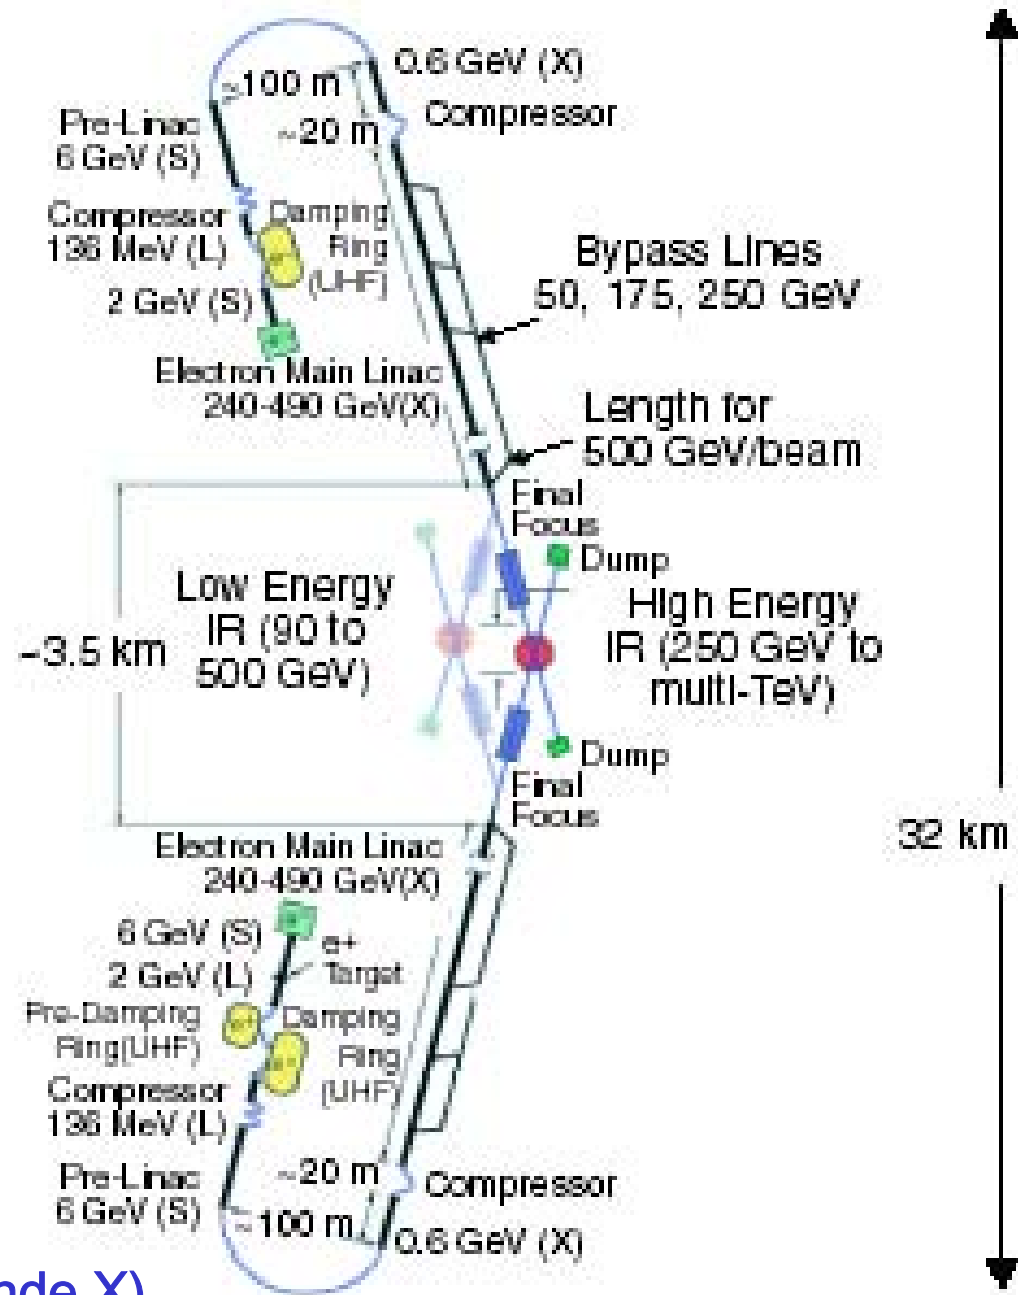 0.6 GeV (X)
~100 m
Compressor
~20 m
Pre-Linac
6 GeV (S)
Compressor
136 MeV (L)
Damping
Ring
(UHF)
2 GeV (S)
Bypass Lines
50, 175, 250 GeV
Electron Main Linac
240-490 GeV(X)
Length for
500 GeV/beam
Final
Focus
Dump
Low Energy
IR (90 to
500 GeV)
High Energy
IR (250 GeV to
multi-TeV)
~3.5 km
Dump
Final
Focus
32 km
Electron Main Linac
240-490 GeV(X)
6 GeV (S)
e+
Target
2 GeV (L)
Pre-Damping
Ring(UHF)
Damping
Ring
(UHF)
Compressor
136 MeV (L)
~20 m
Compressor
Pre-Linac
6 GeV (S)
~100 m
0.6 GeV (X)
X)